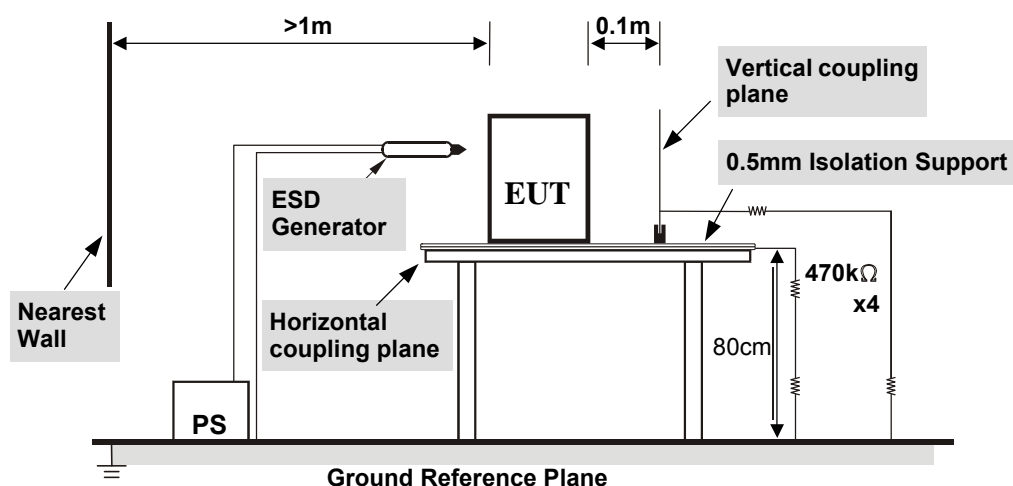 >1m
0.1m
Vertical coupling
plane
0.5mm Isolation Support
EUT
ESD
Generator
470kΩ
x4
Nearest
Wall
Horizontal
coupling plane
80cm
PS
Ground Reference Plane